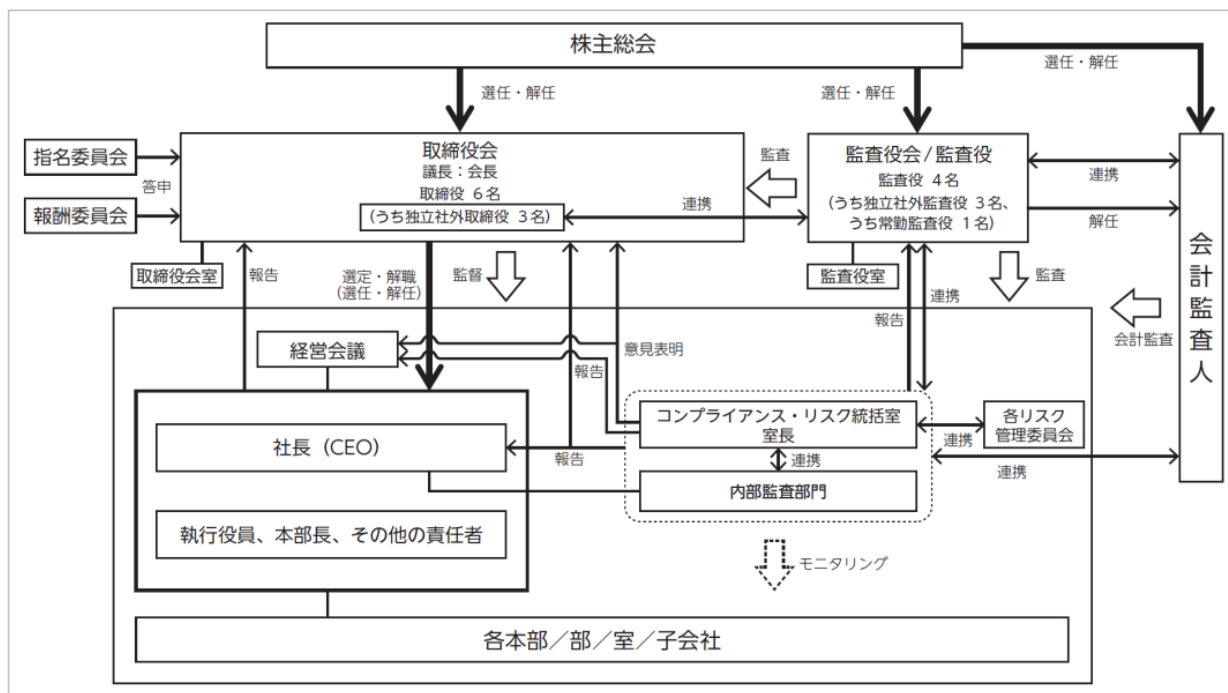 株主総会
選任・解任
選任・解任
選任・解任
指名委員会
答申
報酬委員会
取締役会
議長：会長
取締役 6名
（うち独立社外取締役 3名）
監査
連携
監査役会/監査役
監査役 4名
（うち独立社外監査役 3名、
うち常勤監査役 1名）
連携
解任
会計監査人
取締役会室
報告
選定・解職
(選任・解任)
監督
監査役室
連携
監査
報告
会計監査
経営会議
意見表明
報告
社長（CEO）
報告
コンプライアンス・リスク統括室
室長
連携
内部監査部門
連携
各リスク
管理委員会
連携
執行役員、本部長、その他の責任者
モニタリング
各本部／部／室／子会社